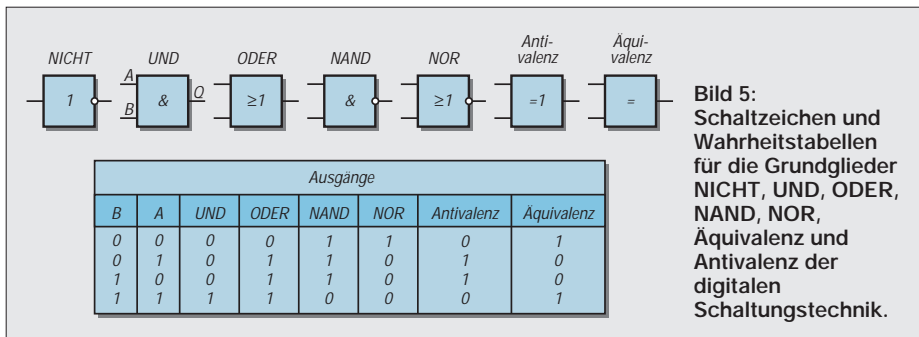 NICHT UND ODER NAND NOR Anti-
valenz Äqui-
valenz
1 A B & Q ≥1 & ≥1 =1 =
Ausgänge
B A UND ODER NAND NOR Antivalenz Äquivalenz
0 0 0 0 1 1 0 1
0 1 0 1 1 0 1 0
1 0 0 1 1 0 1 0
1 1 1 1 0 0 0 1
Bild 5:
Schaltzeichen und
Wahrheitstabellen
für die Grundglieder
NICHT, UND, ODER,
NAND, NOR,
Äquivalenz und
Antivalenz der
digitalen
Schaltungstechnik.